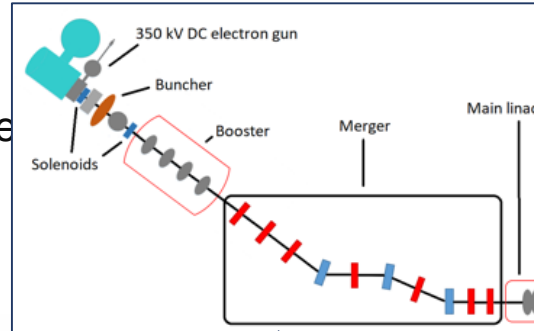 350 kV DC electron gun
Buncher
e
Booster
Merger
Main linac
Solenoids